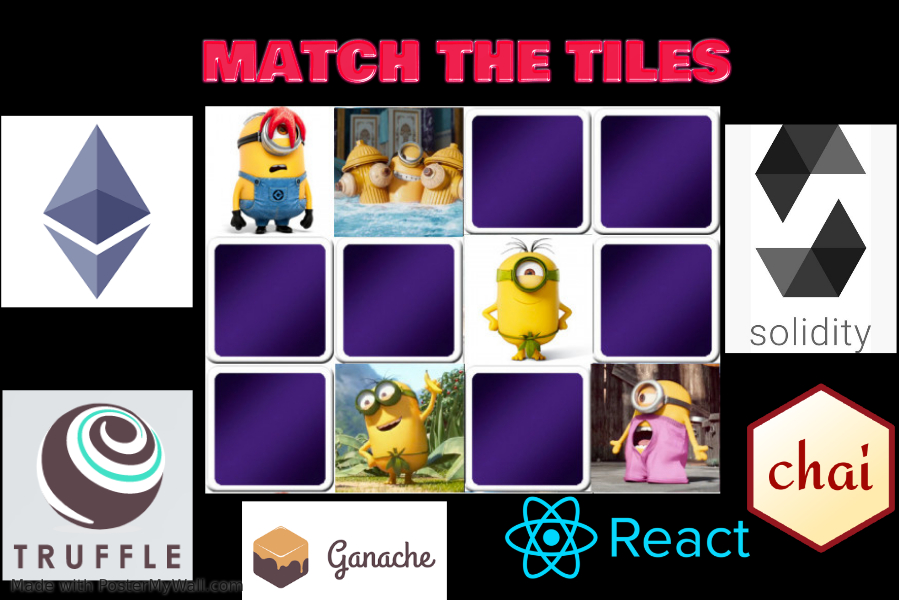 MATCH THE TILES
solidity
chai
TRUFFLE
Ganache
React
Made with PosterMyWall.com